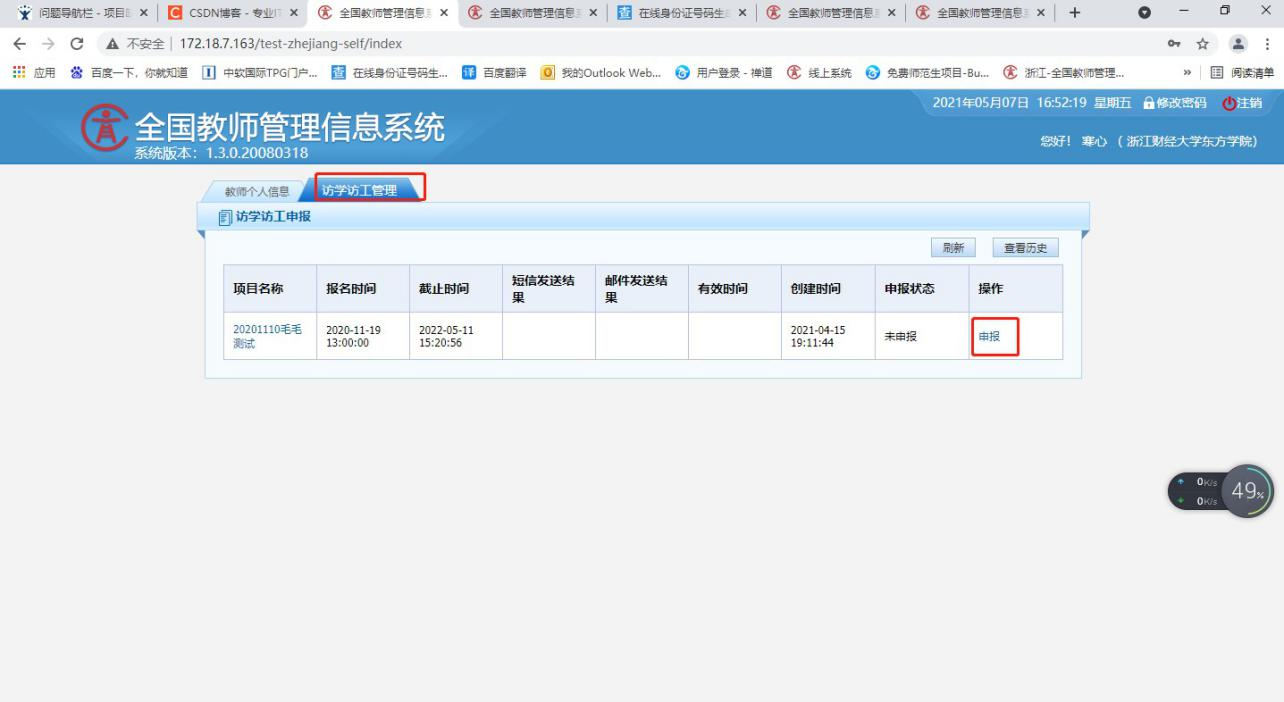 问题导航栏 - 项目
CSDN博客 - 专业IT
全国教师管理信息系
全国教师管理信息系
在线身份证号码生成
全国教师管理信息系
全国教师管理信息系
不安全 | 172.18.7.163/test-zhejiang-self/index
应用
百度一下，你就知道
中软国际TPG门户...
在线身份证号码生...
百度翻译
我的Outlook Web...
用户登录 - 禅道
线上系统
免费师范生项目-Bu...
浙江-全国教师管理...
»
阅读清单
2021年05月07日 16:52:19 星期五 修改密码 注销
全国教师管理信息系统
系统版本：1.3.0.20080318
您好！ 寒心 （ 浙江财经大学东方学院）
教师个人信息
访学访工管理
访学访工申报
刷新
查看历史
项目名称 报名时间 截止时间 短信发送结果 邮件发送结果 有效时间 创建时间 申报状态 操作
20201110毛毛测试 2020-11-19 13:00:00 2022-05-11 15:20:56 2021-04-15 19:11:44 未申报 申报
0K/s
0K/s
49%